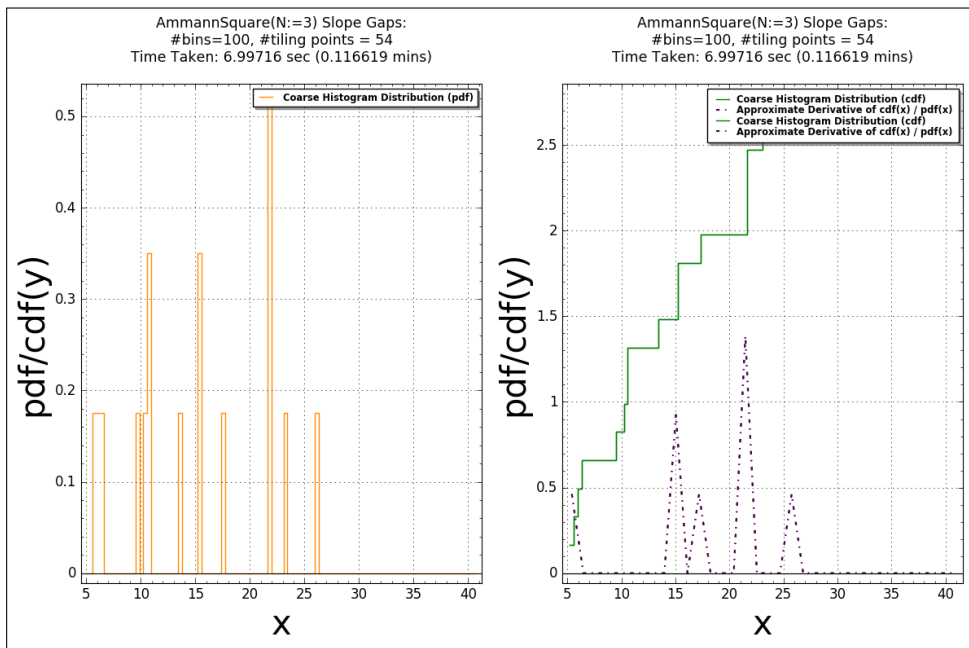 AmmannSquare(N:=3) Slope Gaps:
#bins=100, #tiling points = 54
Time Taken: 6.99716 sec (0.116619 mins)
Coarse Histogram Distribution (pdf)
pdf/cdf(y)
0.5
0.4
0.3
0.2
0.1
0
5
10
15
20
25
30
35
40
x
AmmannSquare(N:=3) Slope Gaps:
#bins=100, #tiling points = 54
Time Taken: 6.99716 sec (0.116619 mins)
Coarse Histogram Distribution (cdf)
Approximate Derivative of cdf(x) / pdf(x)
Coarse Histogram Distribution (cdf)
Approximate Derivative of cdf(x) / pdf(x)
pdf/cdf(y)
2.5
2
1.5
1
0.5
0
5
10
15
20
25
30
35
40
x